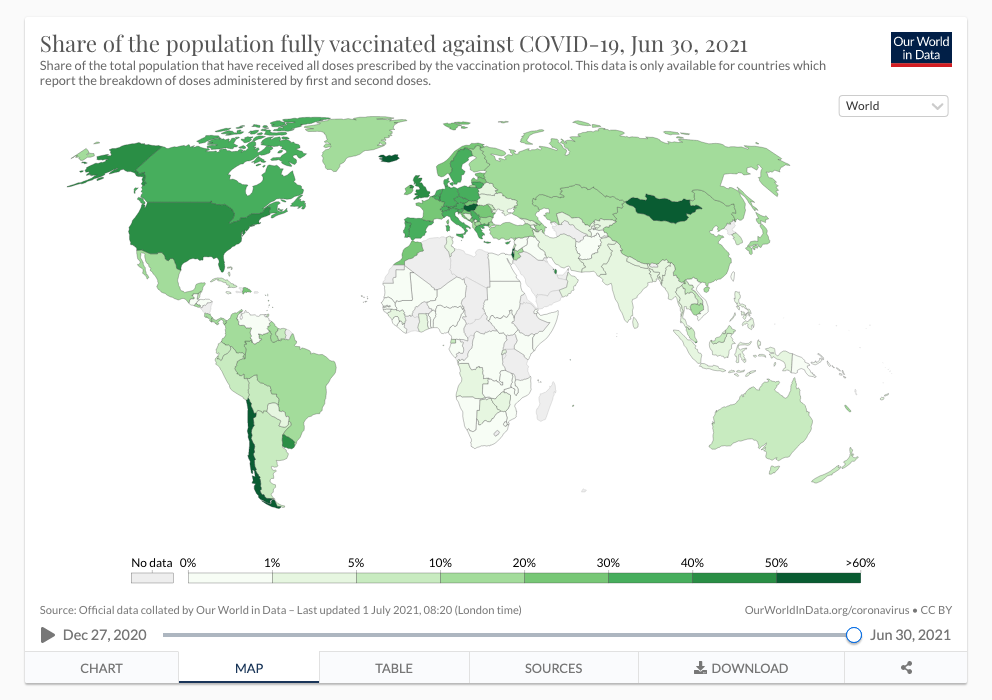 Share of the population fully vaccinated against COVID-19, Jun 30, 2021
Our World
in Data
Share of the total population that have received all doses prescribed by the vaccination protocol. This data is only available for countries which
report the breakdown of doses administered by first and second doses.
World
No data 0% 1% 5% 10% 20% 30% 40% 50% >60%
Source: Official data collated by Our World in Data – Last updated 1 July 2021, 08:20 (London time)
OurWorldInData.org/coronavirus • CC BY
Dec 27, 2020
Jun 30, 2021
CHART
MAP
TABLE
SOURCES
DOWNLOAD